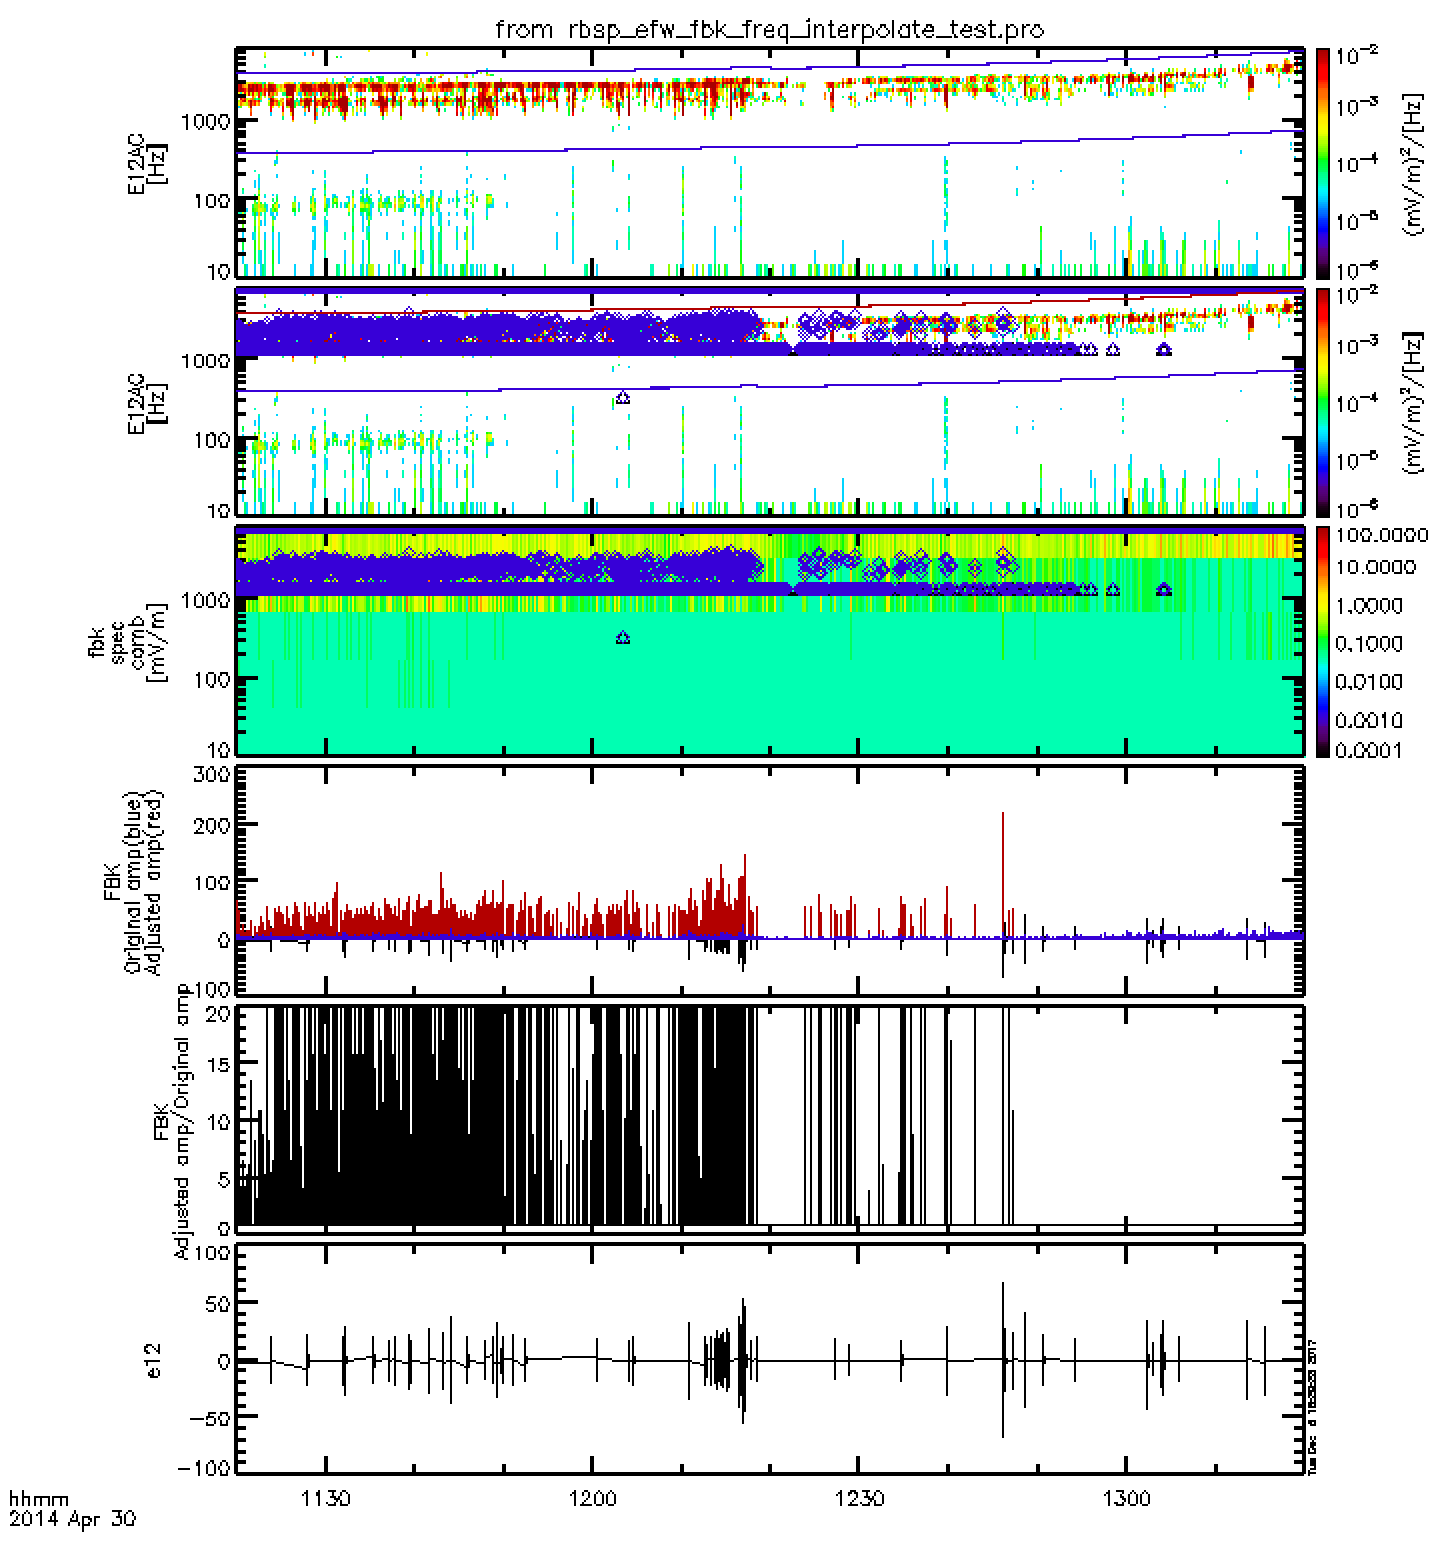 from rbsp_efw_fbk_freq_interpolate_test.pro
E12AC
[Hz]
1000
100
10
10-2
10-3
10-4
10-5
10-6
(mV/m)2/[Hz]
E12AC
[Hz]
1000
100
10
10-2
10-3
10-4
10-5
10-6
(mV/m)2/[Hz]
fbk
spec
comb
[mV/m]
1000
100
10
100.0000
10.0000
1.0000
0.1000
0.0100
0.0010
0.0001
FBK
Original amp(blue)
Adjusted amp(red)
300
200
100
0
-100
FBK
Adjusted amp/Original amp
20
15
10
5
0
e12
100
50
0
-50
-100
hhmm
1130
1200
1230
1300
2014 Apr 30
Tue Dec
2017